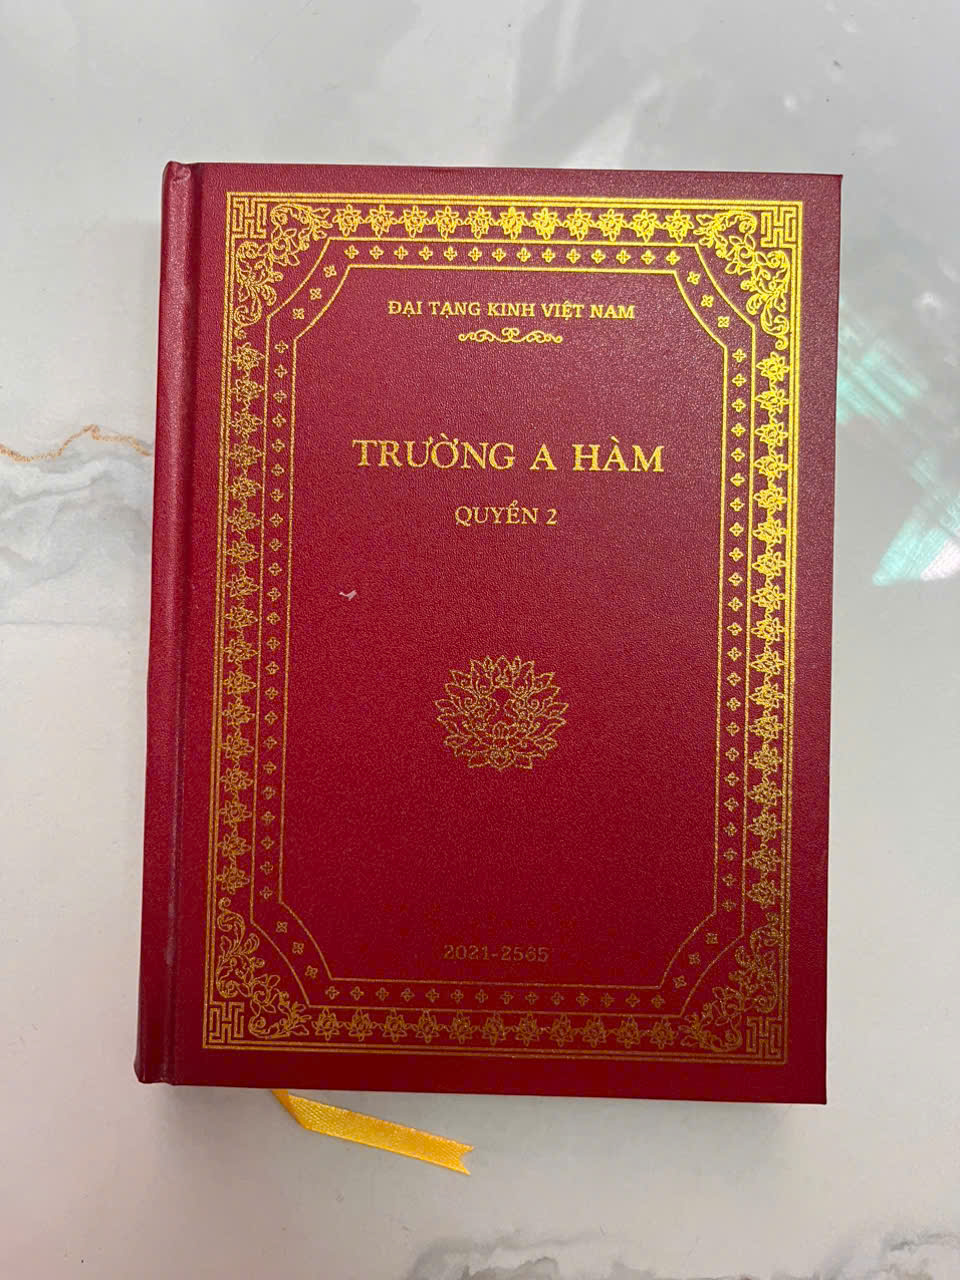 ĐẠI TẠNG KINH VIỆT NAM
TRƯỜNG A HÀM
QUYỂN 2
2021-2565